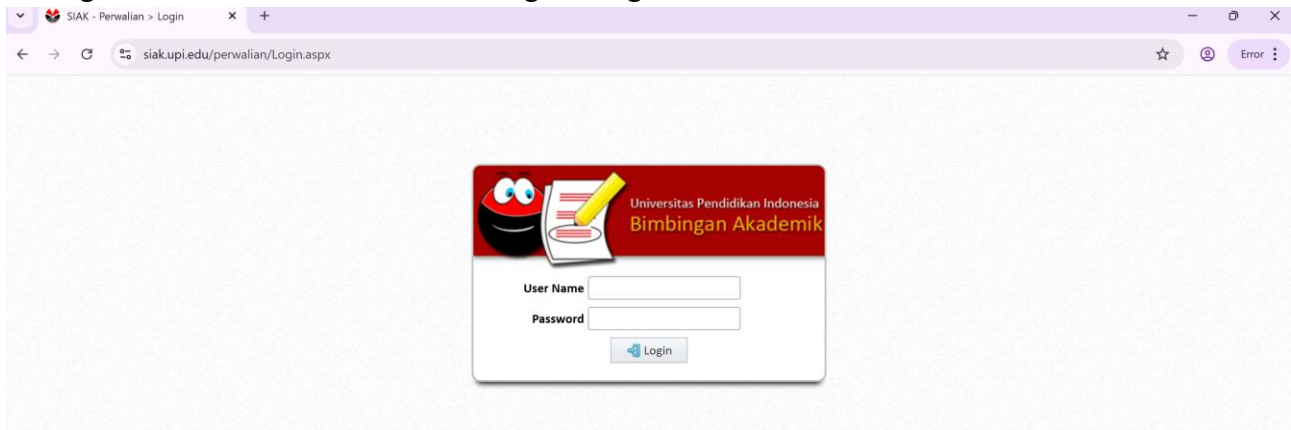 SIAK - Perwalian > Login
siak.upi.edu/perwalian/Login.aspx
Error
Universitas Pendidikan Indonesia
Bimbingan Akademik
User Name
Password
Login